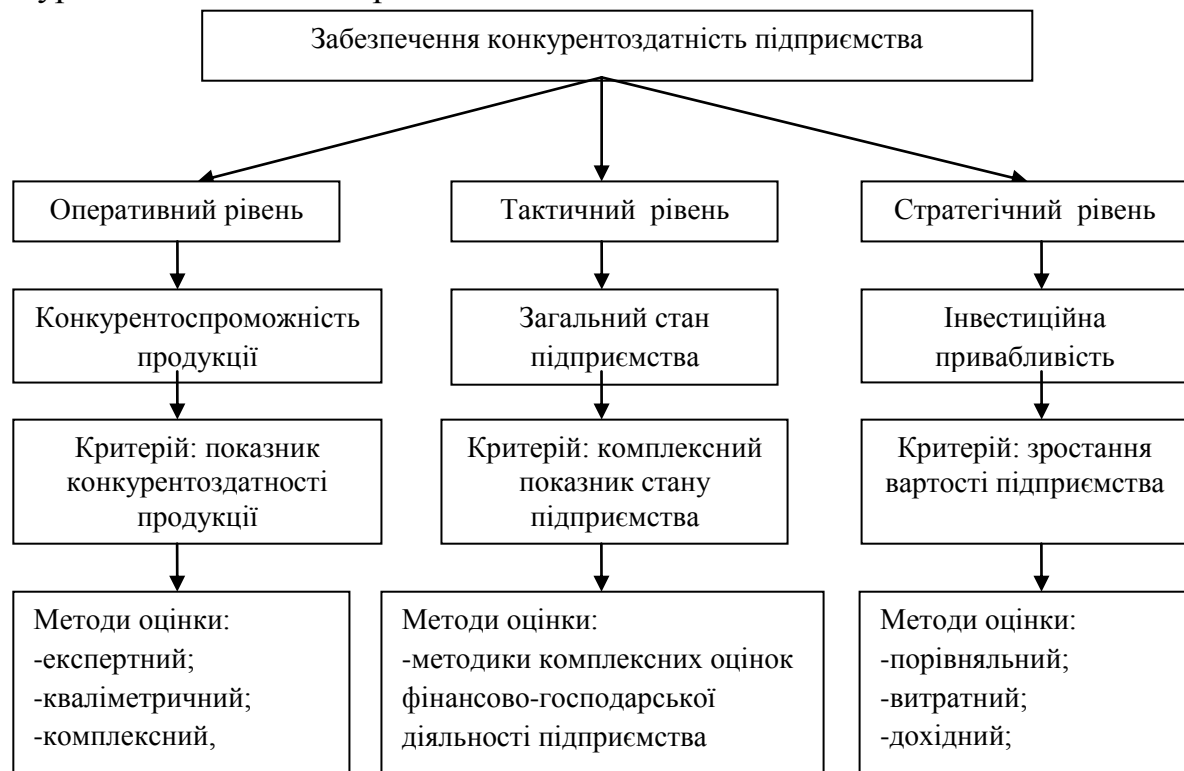 Забезпечення конкурентоздатність підприємства
Оперативний рівень
Тактичний рівень
Стратегічний рівень
Конкурентоспроможність
продукції
Загальний стан
підприємства
Інвестиційна
привабливість
Критерій: показник
конкурентоздатності
продукції
Критерій: комплексний
показник стану
підприємства
Критерій: зростання
вартості підприємства
Методи оцінки:
-експертний;
-кваліметричний;
-комплексний,
Методи оцінки:
-методики комплексних оцінок
фінансово-господарської
діяльності підприємства
Методи оцінки:
-порівняльний;
-витратний;
-дохідний;